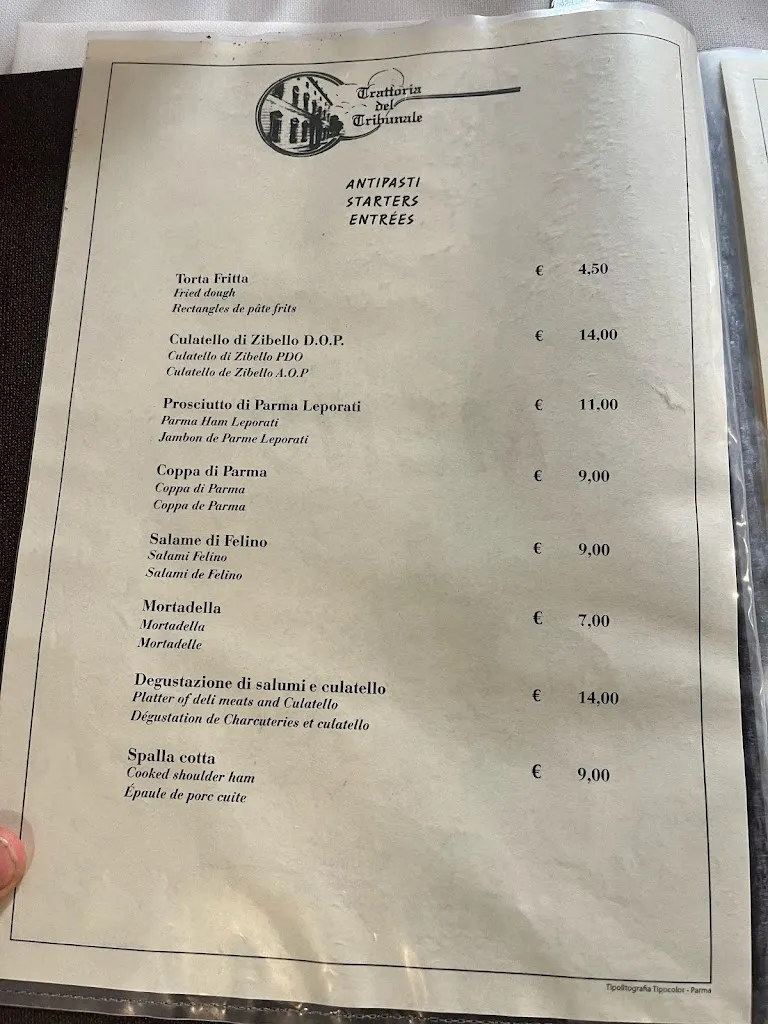 Trattoria
del
Tribunale
ANTIPASTI
STARTERS
ENTRÉES
Torta Fritta € 4,50
Fried dough
Rectangles de pâte frits
Culatello di Zibello D.O.P. € 14,00
Culatello di Zibello PDO
Culatello de Zibello A.O.P
Prosciutto di Parma Leporati € 11,00
Parma Ham Leporati
Jambon de Parme Leporati
Coppa di Parma € 9,00
Coppa di Parma
Coppa de Parma
Salame di Felino € 9,00
Salami Felino
Salami de Felino
Mortadella € 7,00
Mortadella
Mortadelle
Degustazione di salumi e culatello € 14,00
Platter of deli meats and Culatello
Dégustation de Charcuteries et culatello
Spalla cotta € 9,00
Cooked shoulder ham
Épaule de porc cuite
Tipolitografia Tipocolor - Parma